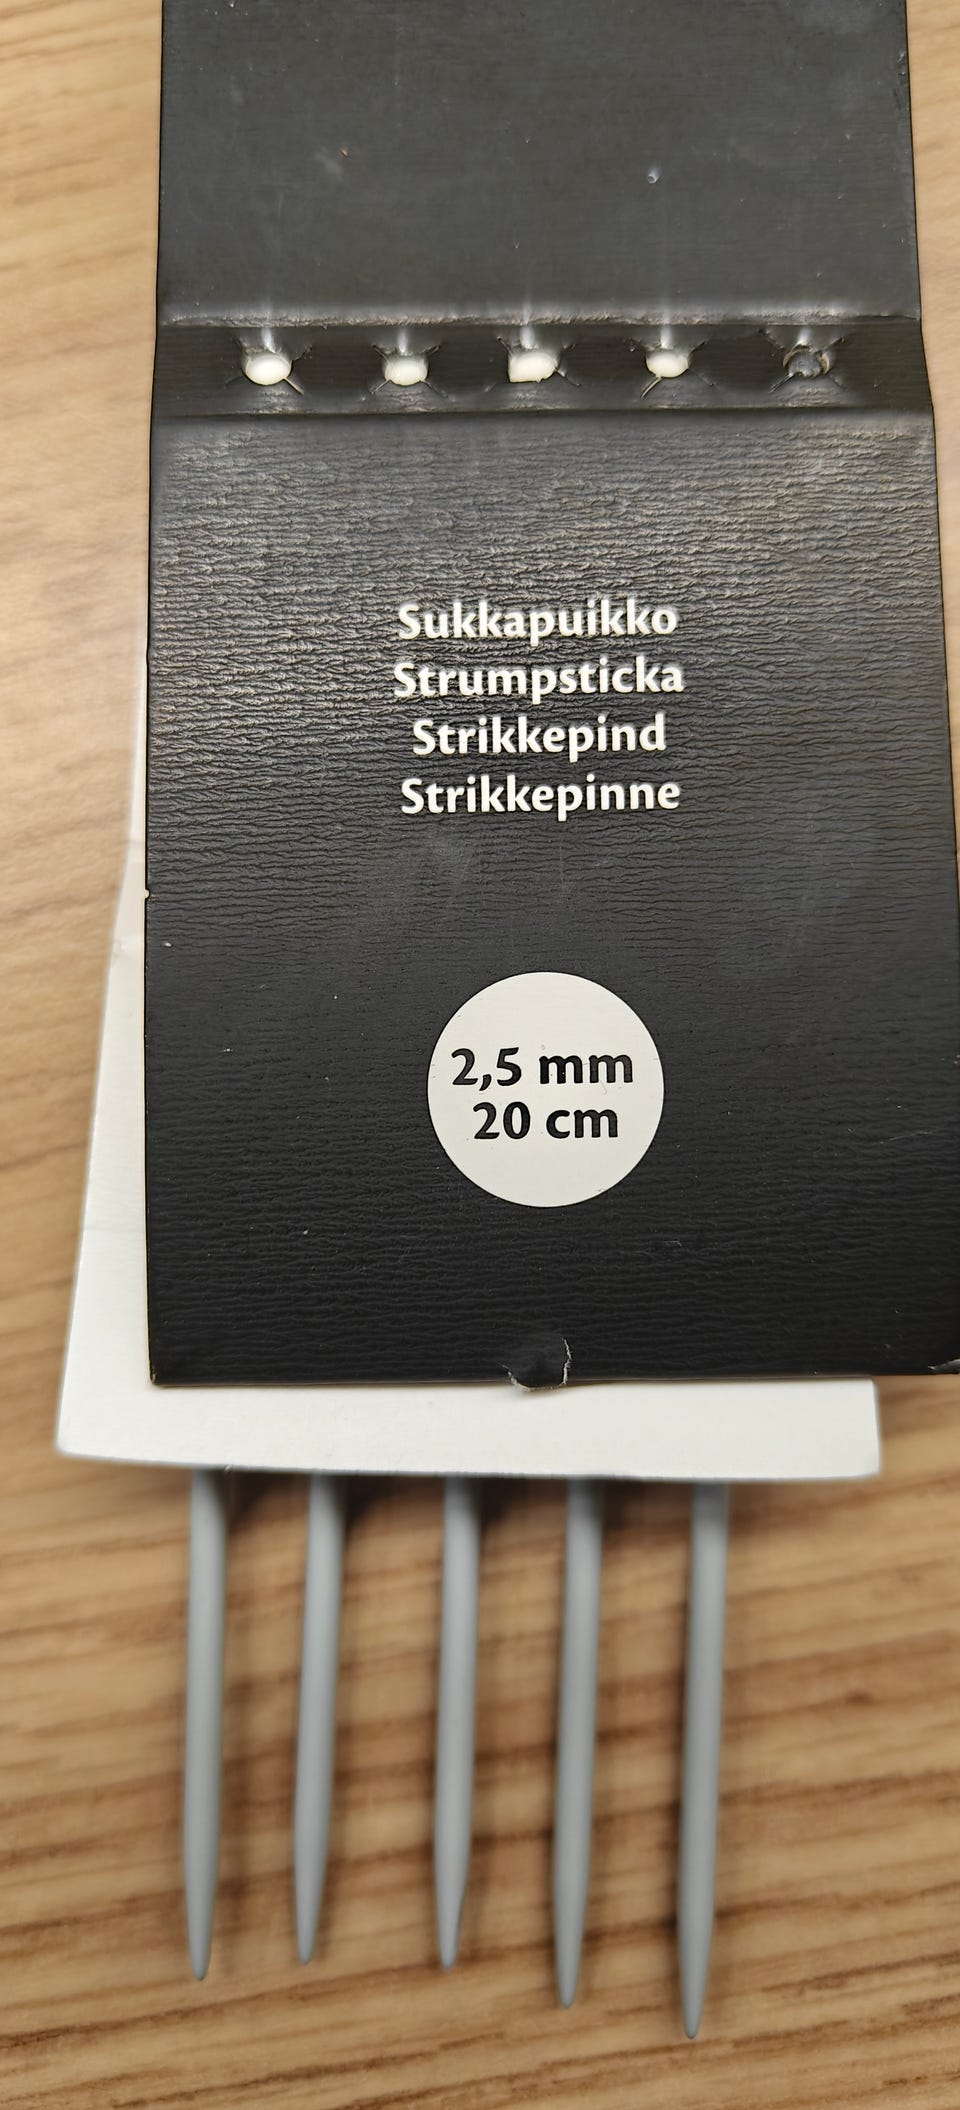 Sukkapuikko
Strumpsticka
Strikkepind
Strikkepinne
2,5 mm
20 cm